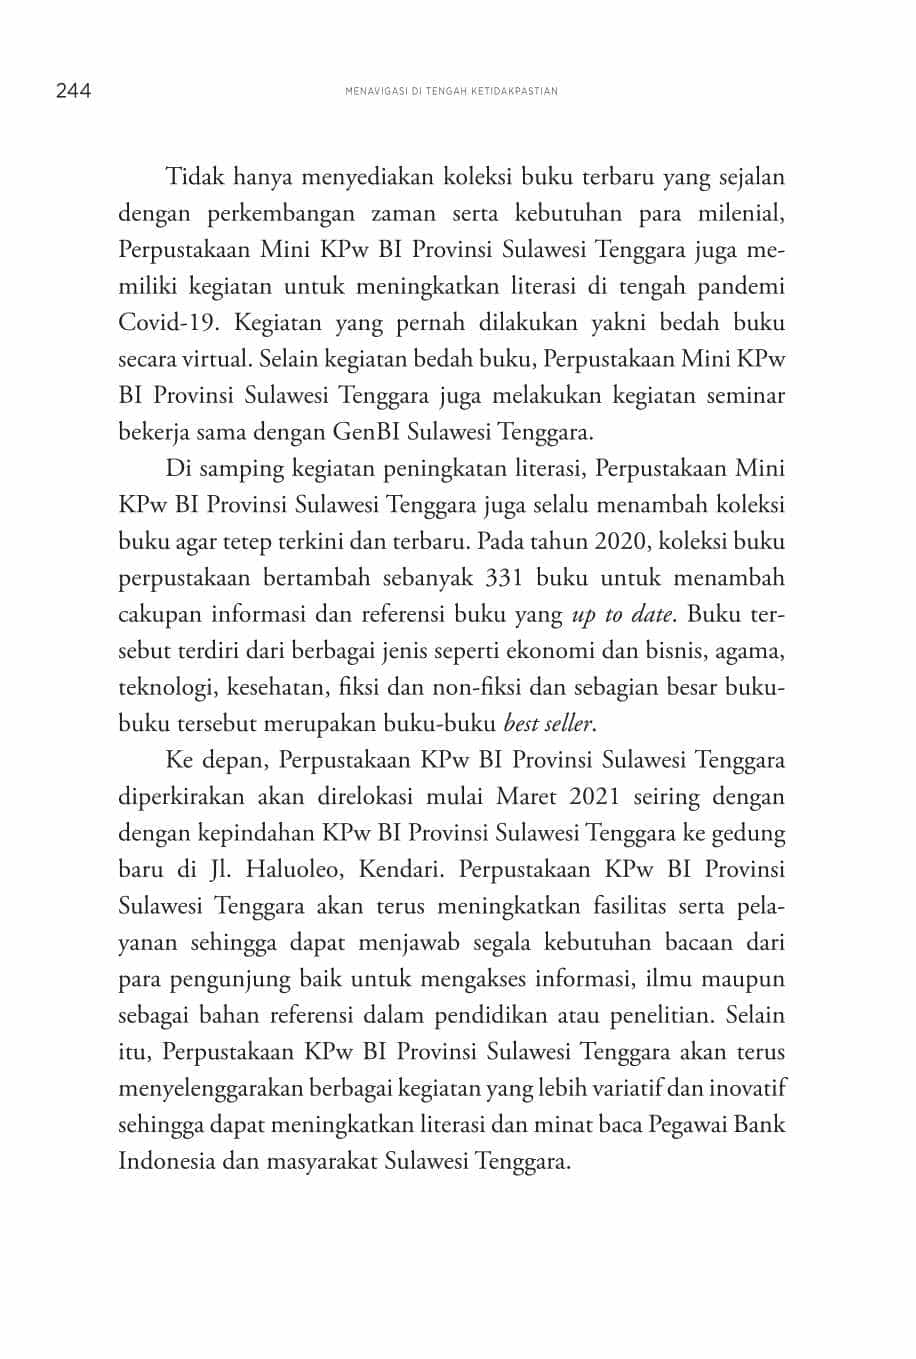 244
MENAVIGASI DI TENGAH KETIDAKPASTIAN
Tidak hanya menyediakan koleksi buku terbaru yang sejalan
dengan perkembangan zaman serta kebutuhan para milenial,
Perpustakaan Mini KPw BI Provinsi Sulawesi Tenggara juga me-
miliki kegiatan untuk meningkatkan literasi di tengah pandemi
Covid-19. Kegiatan yang pernah dilakukan yakni bedah buku
secara virtual. Selain kegiatan bedah buku, Perpustakaan Mini KPw
BI Provinsi Sulawesi Tenggara juga melakukan kegiatan seminar
bekerja sama dengan GenBI Sulawesi Tenggara.
Di samping kegiatan peningkatan literasi, Perpustakaan Mini
KPw BI Provinsi Sulawesi Tenggara juga selalu menambah koleksi
buku agar tetep terkini dan terbaru. Pada tahun 2020, koleksi buku
perpustakaan bertambah sebanyak 331 buku untuk menambah
cakupan informasi dan referensi buku yang up to date. Buku ter-
sebut terdiri dari berbagai jenis seperti ekonomi dan bisnis, agama,
teknologi, kesehatan, fiksi dan non-fiksi dan sebagian besar buku-
buku tersebut merupakan buku-buku best seller.
Ke depan, Perpustakaan KPw BI Provinsi Sulawesi Tenggara
diperkirakan akan direlokasi mulai Maret 2021 seiring dengan
dengan kepindahan KPw BI Provinsi Sulawesi Tenggara ke gedung
baru di Jl. Haluoleo, Kendari. Perpustakaan KPw BI Provinsi
Sulawesi Tenggara akan terus meningkatkan fasilitas serta pela-
yanan sehingga dapat menjawab segala kebutuhan bacaan dari
para pengunjung baik untuk mengakses informasi, ilmu maupun
sebagai bahan referensi dalam pendidikan atau penelitian. Selain
itu, Perpustakaan KPw BI Provinsi Sulawesi Tenggara akan terus
menyelenggarakan berbagai kegiatan yang lebih variatif dan inovatif
sehingga dapat meningkatkan literasi dan minat baca Pegawai Bank
Indonesia dan masyarakat Sulawesi Tenggara.